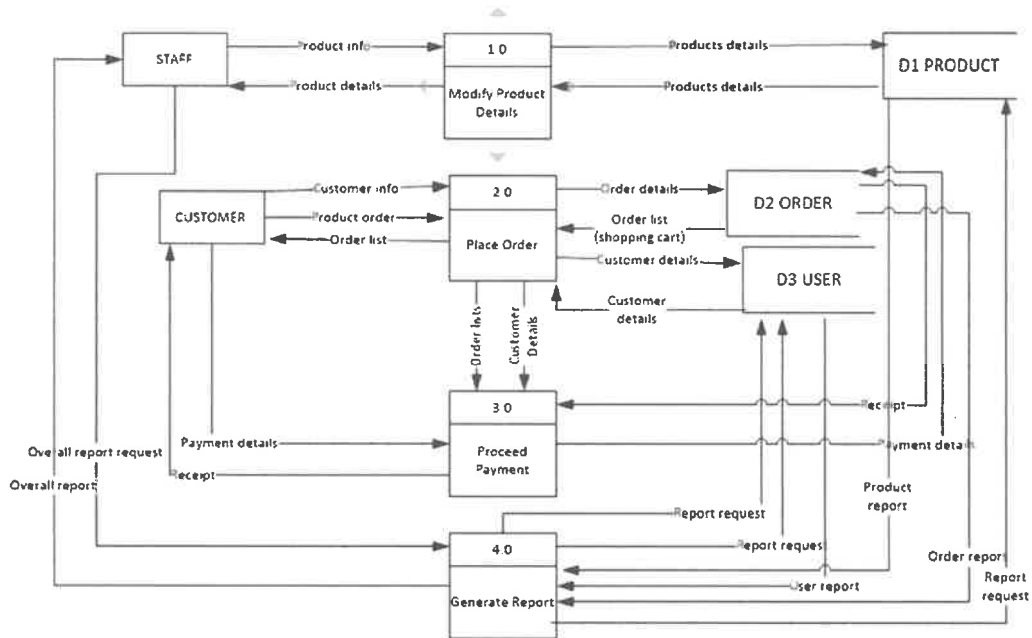 STAFF
Product info
Product details
1.0
Modify Product
Details
Products details
Products details
D1 PRODUCT
CUSTOMER
Customer info
Product order
Order list
2.0
Place Order
Order details
Order list
(shopping cart)
Customer details
Customer
details
D2 ORDER
D3 USER
Order lists
Customer
Details
3.0
Proceed
Payment
Receipt
Payment details
Payment details
Receipt
Overall report request
Overall report
Product
report
Report request
4.0
Generate Report
Report request
User report
Order report
Report
request